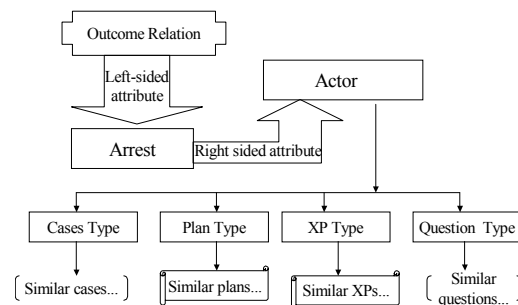 Outcome Relation
Left-sided
attribute
Actor
Arrest
Right sided attribute
Cases Type
Plan Type
XP Type
Question Type
Similar cases...
Similar plans...
Similar XPs...
Similar
questions...